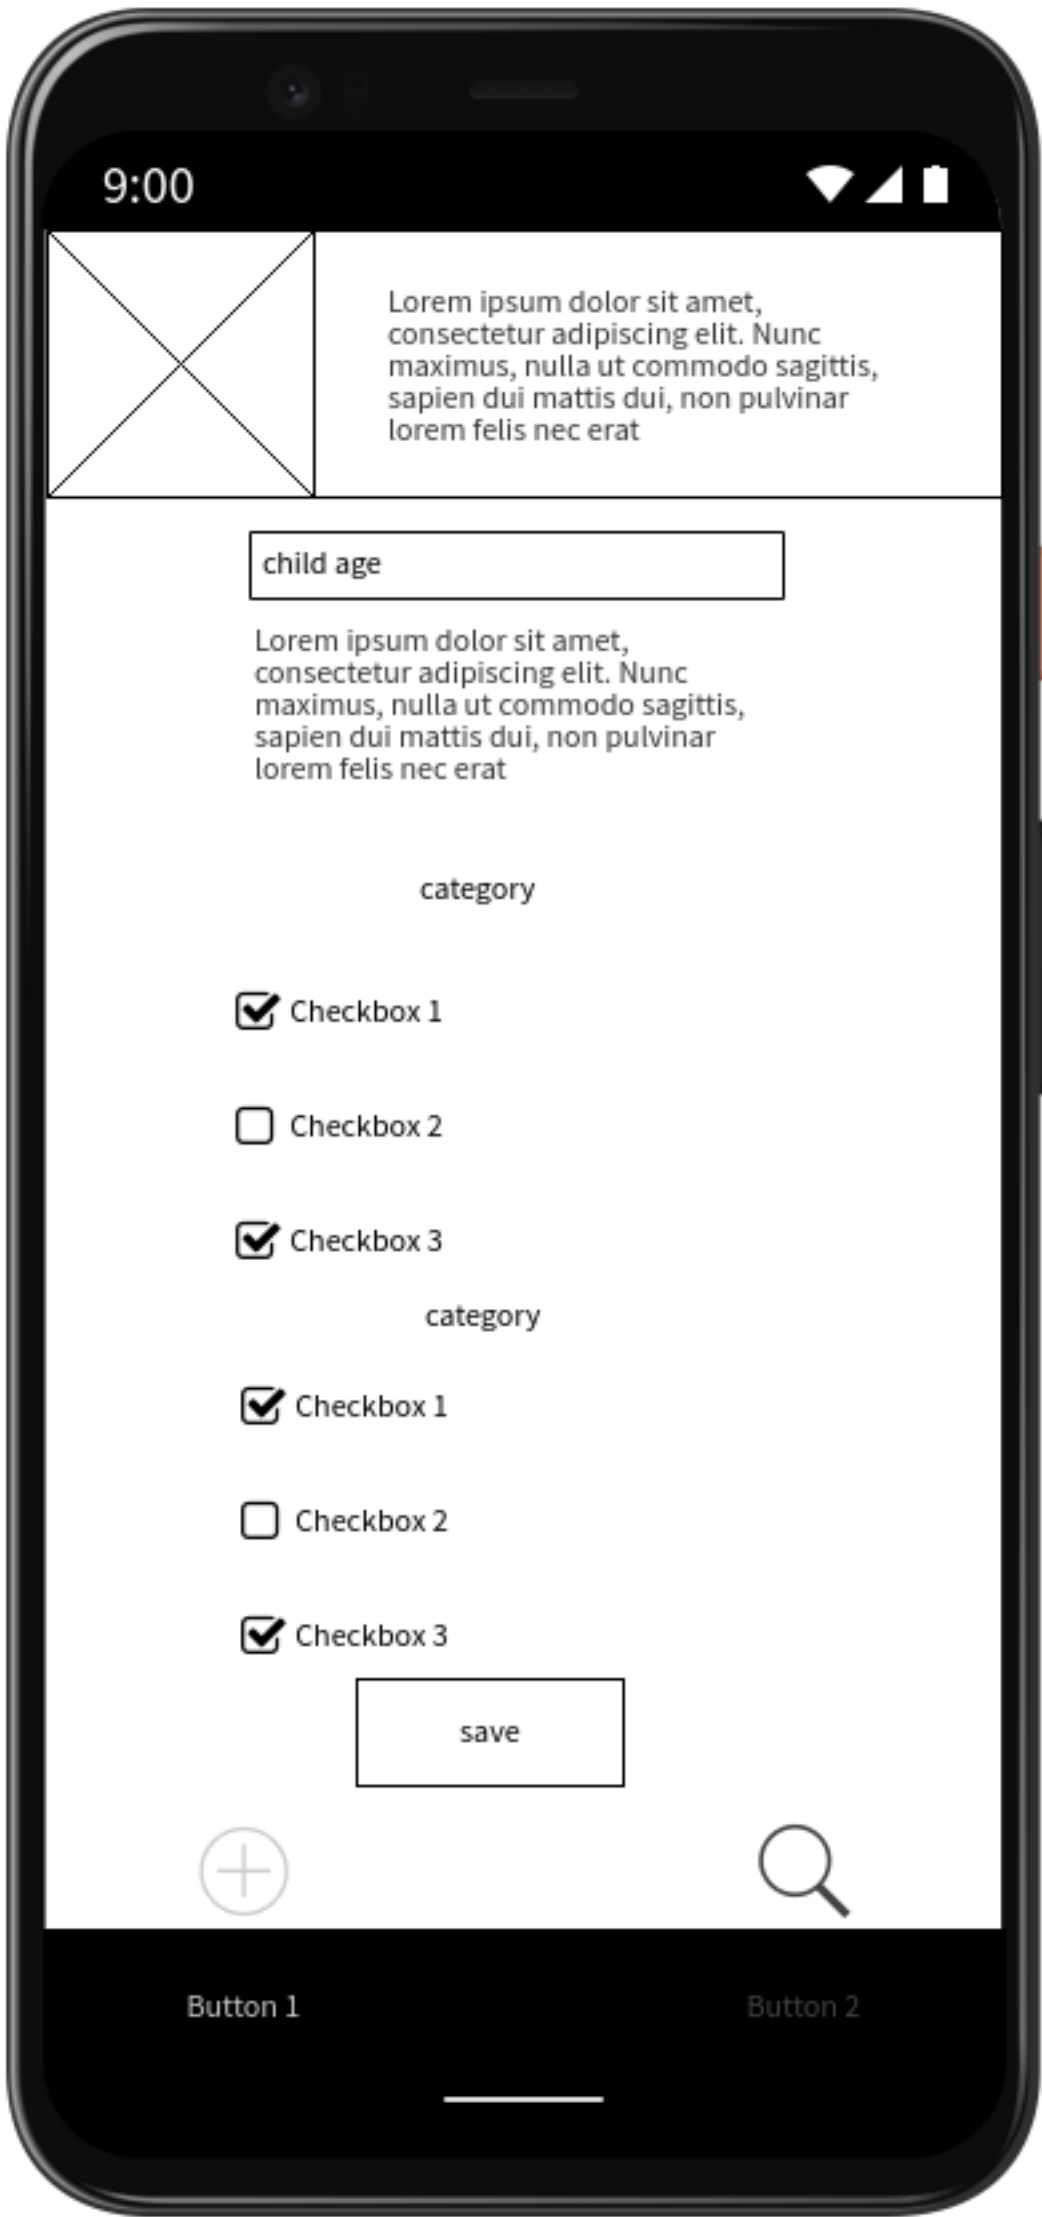 9:00
Lorem ipsum dolor sit amet,
consectetur adipiscing elit. Nunc
maximus, nulla ut commodo sagittis,
sapien dui mattis dui, non pulvinar
lorem felis nec erat
child age
Lorem ipsum dolor sit amet,
consectetur adipiscing elit. Nunc
maximus, nulla ut commodo sagittis,
sapien dui mattis dui, non pulvinar
lorem felis nec erat
category
Checkbox 1
Checkbox 2
Checkbox 3
category
Checkbox 1
Checkbox 2
Checkbox 3
save
Button 1
Button 2